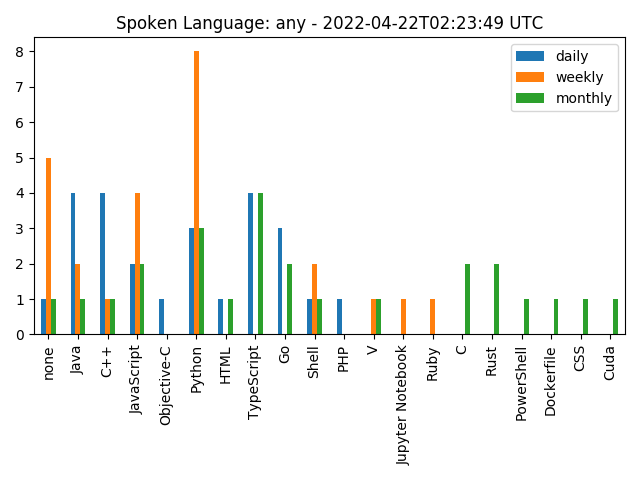 Spoken Language: any - 2022-04-22T02:23:49 UTC
daily
weekly
monthly
8
7
6
5
4
3
2
1
0
none
Java
C++
JavaScript
Objective-C
Python
HTML
TypeScript
Go
Shell
PHP
V
Jupyter Notebook
Ruby
C
Rust
PowerShell
Dockerfile
CSS
Cuda